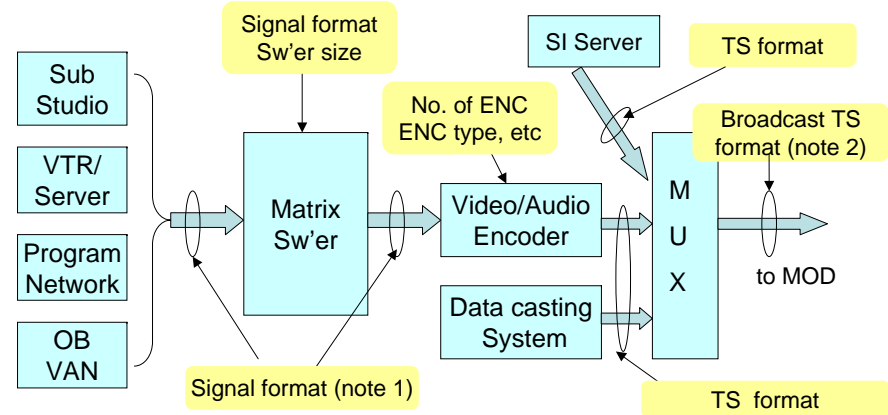 Sub
Studio
VTR/
Server
Program
Network
OB
VAN
Signal format
Sw'er size
Matrix
Sw'er
Signal format (note 1)
No. of ENC
ENC type, etc
Video/Audio
Encoder
Data casting
System
SI Server
TS format
M
U
X
Broadcast TS
format (note 2)
to MOD
TS format